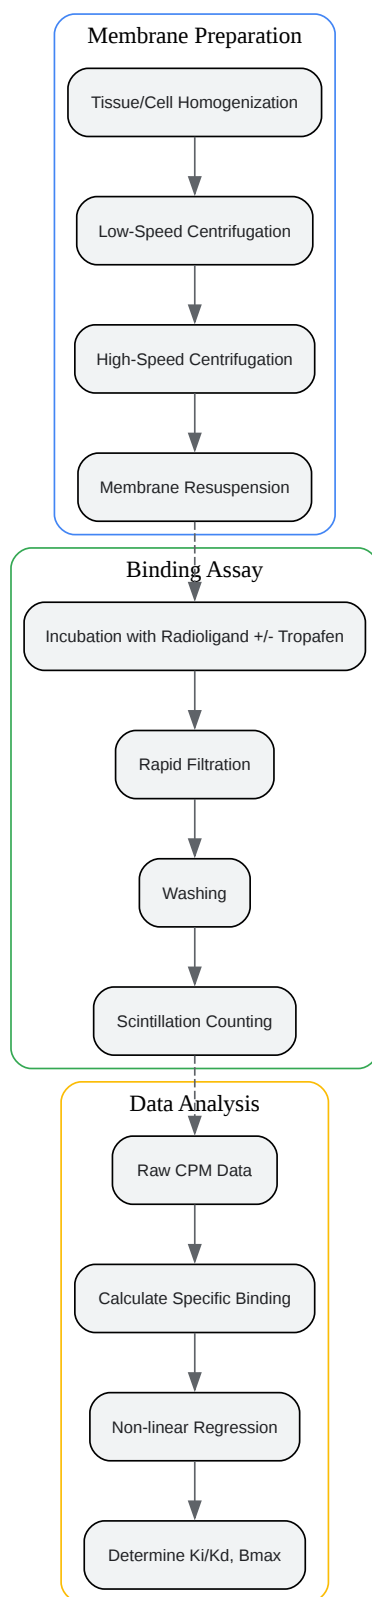 Membrane Preparation
Tissue/Cell Homogenization
Low-Speed Centrifugation
High-Speed Centrifugation
Membrane Resuspension
Binding Assay
Incubation with Radioligand +/- Tropafen
Rapid Filtration
Washing
Scintillation Counting
Data Analysis
Raw CPM Data
Calculate Specific Binding
Non-linear Regression
Determine Ki/Kd, Bmax